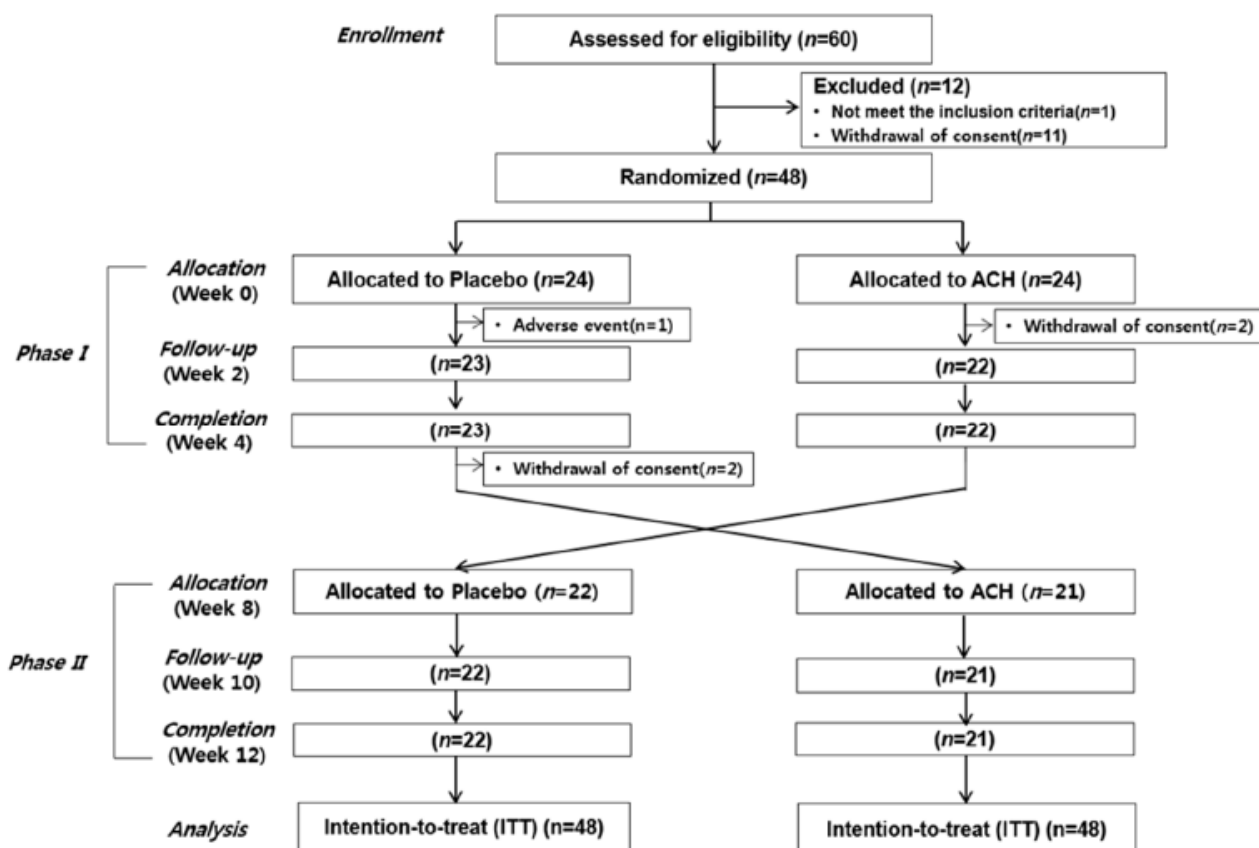 Enrollment
Assessed for eligibility (n=60)
Excluded (n=12)
• Not meet the inclusion criteria(n=1)
• Withdrawal of consent(n=11)
Randomized (n=48)
Phase I
Allocation
(Week 0)
Allocated to Placebo (n=24)
Allocated to ACH (n=24)
• Adverse event(n=1)
• Withdrawal of consent(n=2)
Follow-up
(Week 2)
(n=23)
(n=22)
Completion
(Week 4)
(n=23)
(n=22)
• Withdrawal of consent(n=2)
Phase II
Allocation
(Week 8)
Allocated to Placebo (n=22)
Allocated to ACH (n=21)
Follow-up
(Week 10)
(n=22)
(n=21)
Completion
(Week 12)
(n=22)
(n=21)
Analysis
Intention-to-treat (ITT) (n=48)
Intention-to-treat (ITT) (n=48)